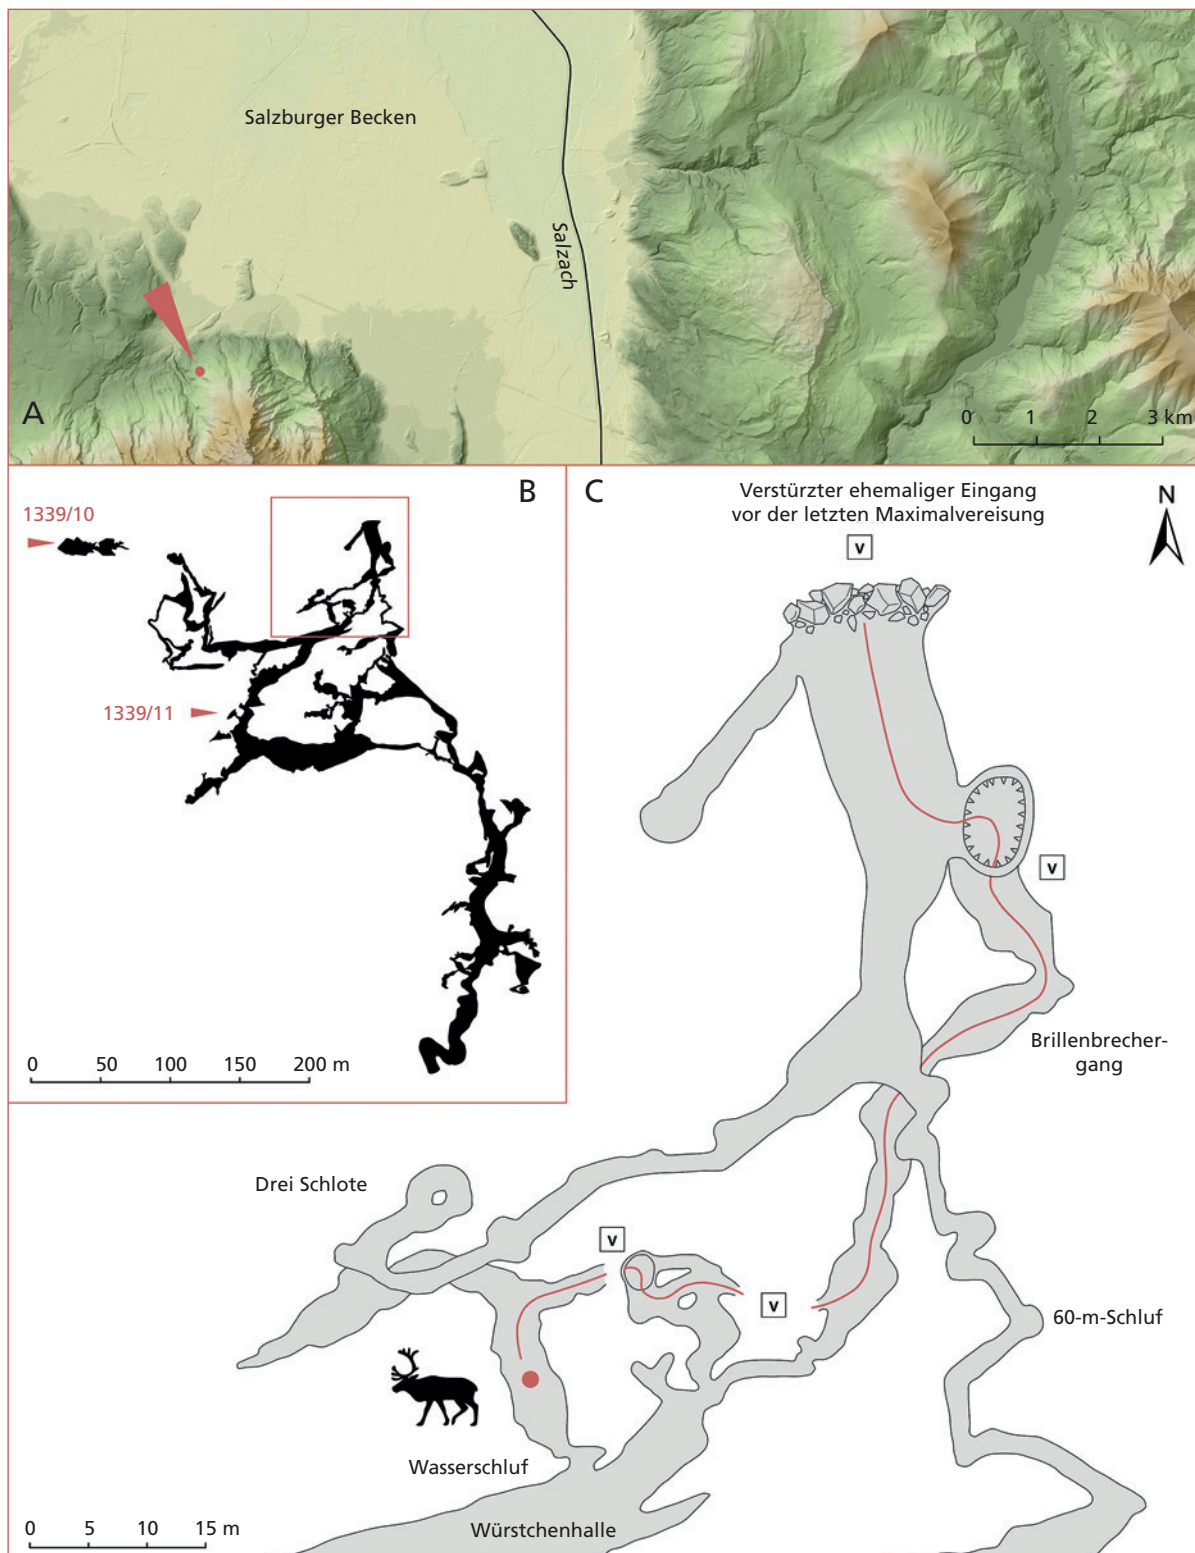 Salzburger Becken
Salzach
A
0 1 2 3 km
B
1339/10
1339/11
0 50 100 150 200 m
C
Verstürzter ehemaliger Eingang
vor der letzten Maximalvereisung
N
v
v
Brillenbrecher-
gang
Drei Schlote
v
v
60-m-Schluf
Wasserschluf
Würstchenhalle
0 5 10 15 m